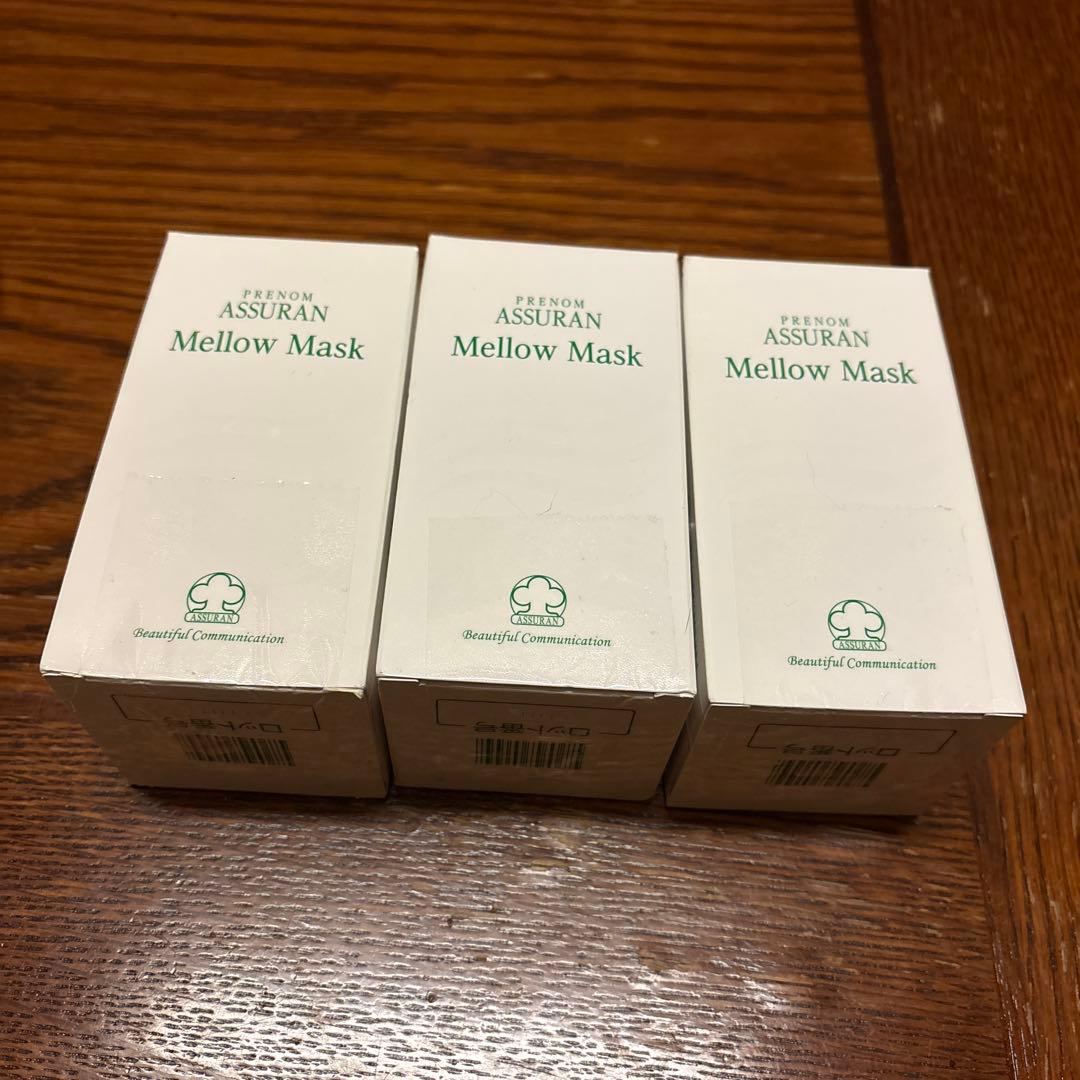 PRENOM
ASSURAN
Mellow Mask
ASSURAN
Beautiful Communication
ロット番号
PRENOM
ASSURAN
Mellow Mask
ASSURAN
Beautiful Communication
ロット番号
PRENOM
ASSURAN
Mellow Mask
ASSURAN
Beautiful Communication
ロット番号